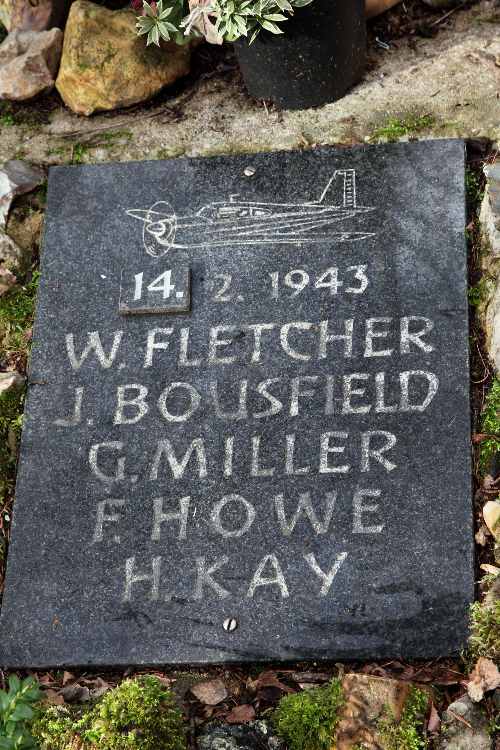 14. 2. 1943
W. FLETCHER
J. BOUSFIELD
G. MILLER
F. HOWE
H. KAY